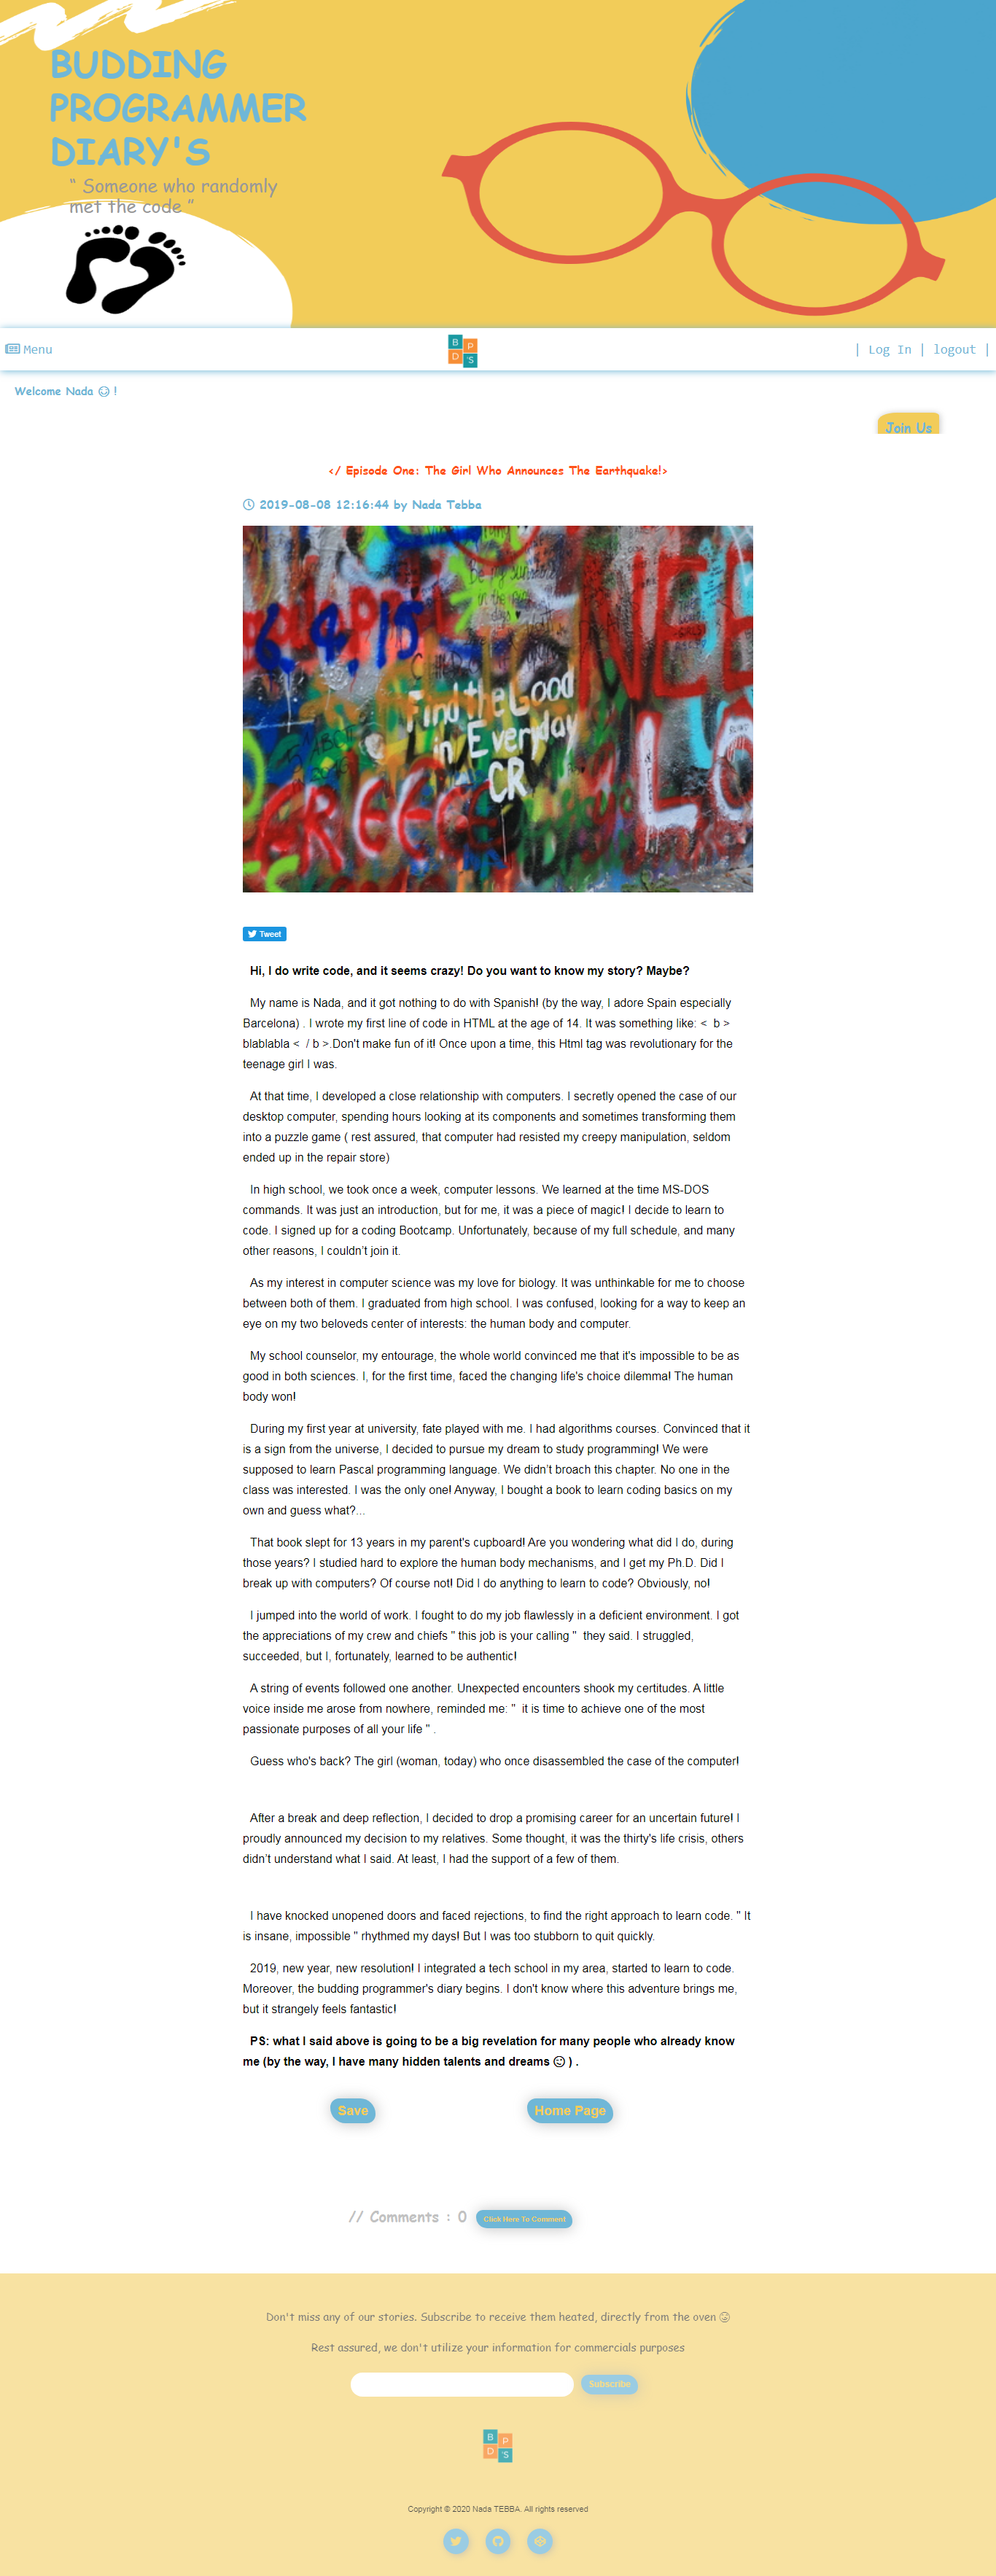 BUDDING
PROGRAMMER
DIARY'S
“ Someone who randomly
met the code ”
Menu
B
P
D
'S
| Log In | logout |
Welcome Nada !
Join Us
</ Episode One: The Girl Who Announces The Earthquake!>
2019-08-08 12:16:44 by Nada Tebba
6.4.15
Find the Good
in Everyday
CR
Tweet
Hi, I do write code, and it seems crazy! Do you want to know my story? Maybe?
My name is Nada, and it got nothing to do with Spanish! (by the way, I adore Spain especially
Barcelona) . I wrote my first line of code in HTML at the age of 14. It was something like: <  b >
blablabla <  / b >.Don't make fun of it! Once upon a time, this Html tag was revolutionary for the
teenage girl I was.
At that time, I developed a close relationship with computers. I secretly opened the case of our
desktop computer, spending hours looking at its components and sometimes transforming them
into a puzzle game ( rest assured, that computer had resisted my creepy manipulation, seldom
ended up in the repair store)
In high school, we took once a week, computer lessons. We learned at the time MS-DOS
commands. It was just an introduction, but for me, it was a piece of magic! I decide to learn to
code. I signed up for a coding Bootcamp. Unfortunately, because of my full schedule, and many
other reasons, I couldn’t join it.
As my interest in computer science was my love for biology. It was unthinkable for me to choose
between both of them. I graduated from high school. I was confused, looking for a way to keep an
eye on my two beloveds center of interests: the human body and computer.
My school counselor, my entourage, the whole world convinced me that it's impossible to be as
good in both sciences. I, for the first time, faced the changing life's choice dilemma! The human
body won!
During my first year at university, fate played with me. I had algorithms courses. Convinced that it
is a sign from the universe, I decided to pursue my dream to study programming! We were
supposed to learn Pascal programming language. We didn’t broach this chapter. No one in the
class was interested. I was the only one! Anyway, I bought a book to learn coding basics on my
own and guess what?...
That book slept for 13 years in my parent's cupboard! Are you wondering what did I do, during
those years? I studied hard to explore the human body mechanisms, and I get my Ph.D. Did I
break up with computers? Of course not! Did I do anything to learn to code? Obviously, no!
I jumped into the world of work. I fought to do my job flawlessly in a deficient environment. I got
the appreciations of my crew and chiefs " this job is your calling "  they said. I struggled,
succeeded, but I, fortunately, learned to be authentic!
A string of events followed one another. Unexpected encounters shook my certitudes. A little
voice inside me arose from nowhere, reminded me: "  it is time to achieve one of the most
passionate purposes of all your life " .
Guess who's back? The girl (woman, today) who once disassembled the case of the computer!
After a break and deep reflection, I decided to drop a promising career for an uncertain future! I
proudly announced my decision to my relatives. Some thought, it was the thirty's life crisis, others
didn’t understand what I said. At least, I had the support of a few of them.
I have knocked unopened doors and faced rejections, to find the right approach to learn code. " It
is insane, impossible " rhythmed my days! But I was too stubborn to quit quickly.
2019, new year, new resolution! I integrated a tech school in my area, started to learn to code.
Moreover, the budding programmer's diary begins. I don't know where this adventure brings me,
but it strangely feels fantastic!
PS: what I said above is going to be a big revelation for many people who already know
me (by the way, I have many hidden talents and dreams ) .
Save
Home Page
// Comments : 0
Click Here To Comment
Don't miss any of our stories. Subscribe to receive them heated, directly from the oven
Rest assured, we don't utilize your information for commercials purposes
Subscribe
B
P
D
'S
Copyright © 2020 Nada TEBBA. All rights reserved